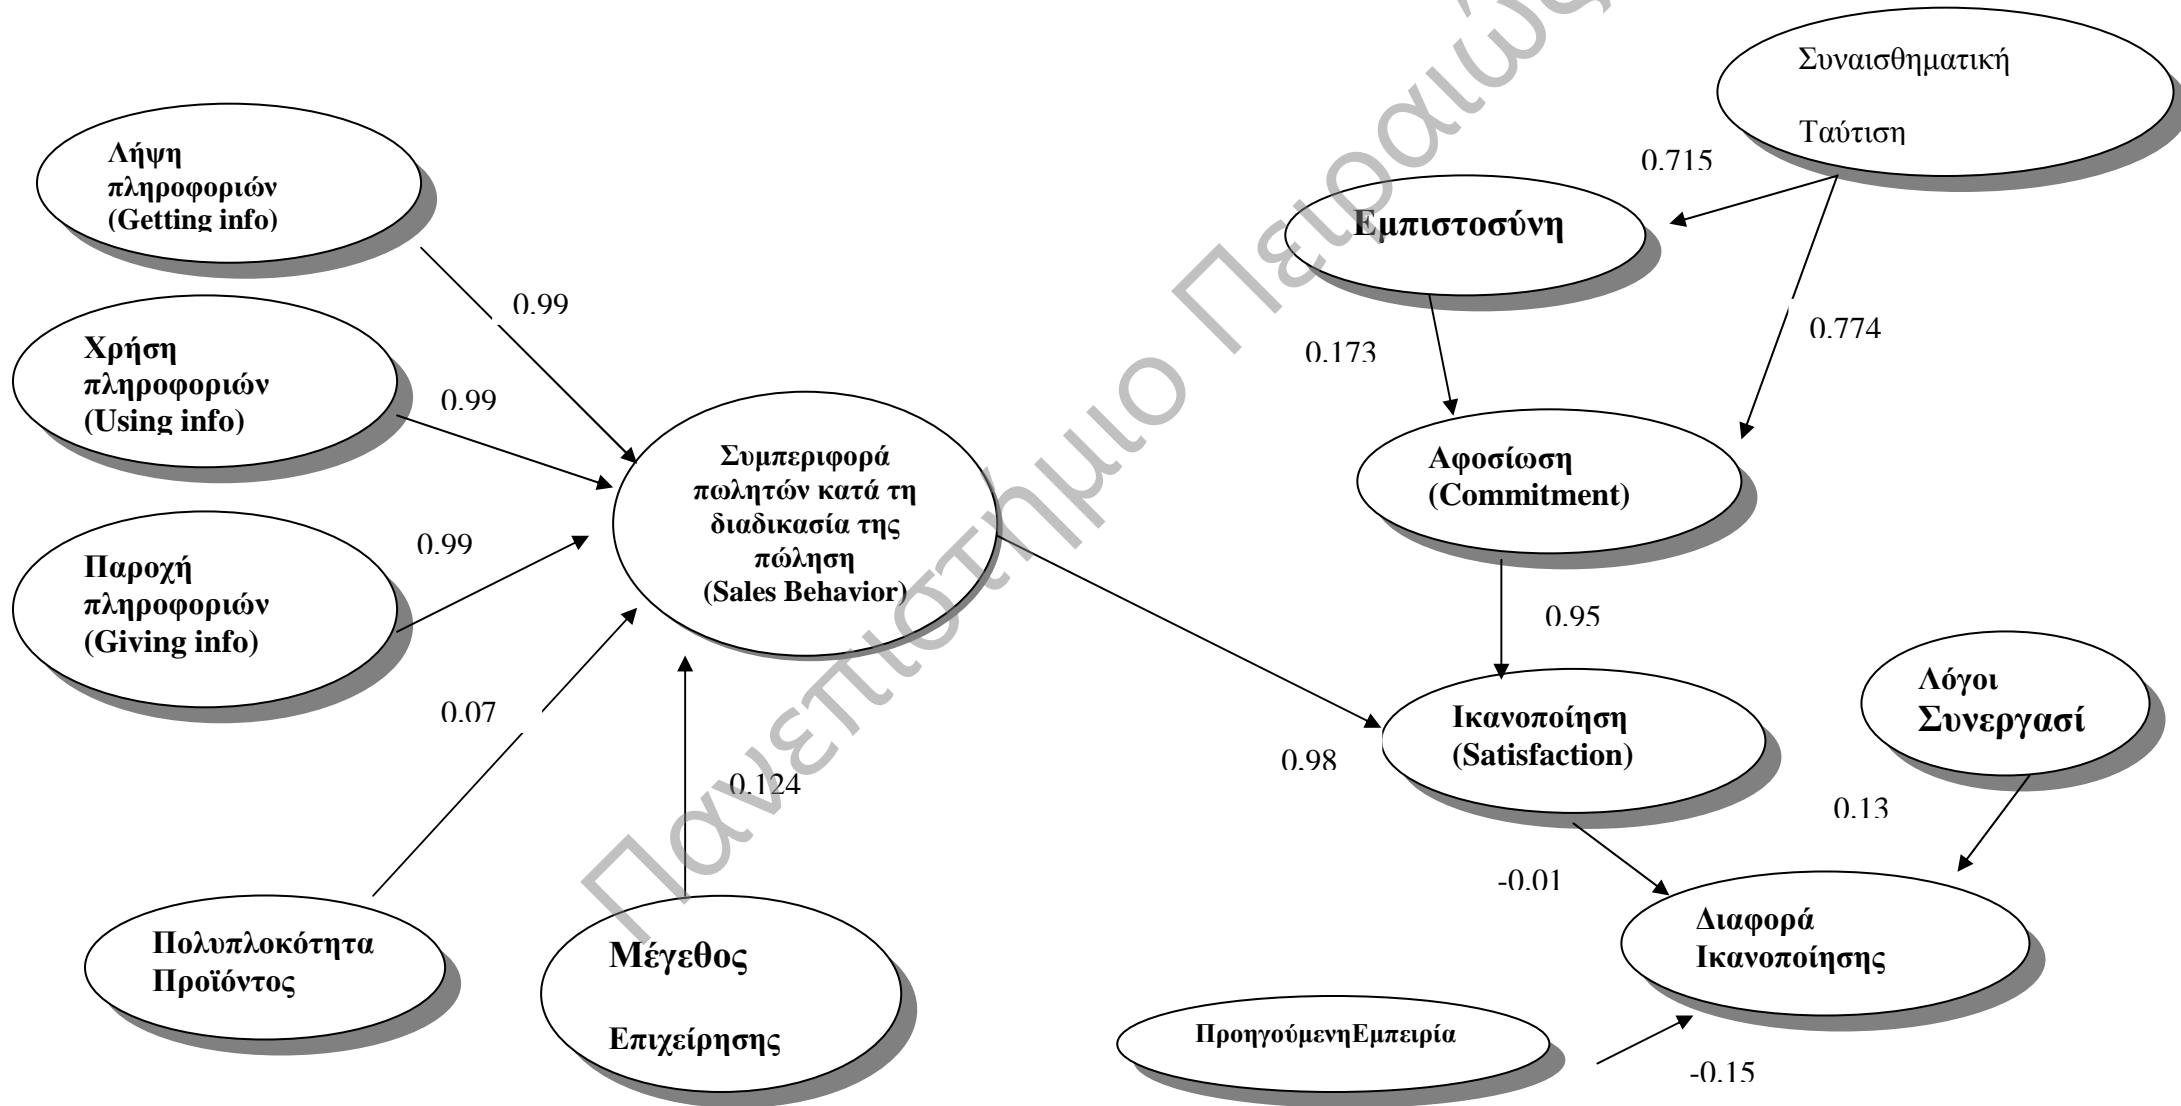 Συναισθηματική
Ταύτιση
Λήψη
πληροφοριών
(Getting info)
0.715
Εμπιστοσύνη
0.99
Χρήση
πληροφοριών
(Using info)
0.173
0.774
0.99
Συμπεριφορά
πωλητών κατά τη
διαδικασία της
πώληση
(Sales Behavior)
Αφοσίωση
(Commitment)
Παροχή
πληροφοριών
(Giving info)
0.99
0.95
0.07
Ικανοποίηση
(Satisfaction)
Λόγοι
Συνεργασί
0.98
0.124
0.13
-0.01
Πολυπλοκότητα
Προϊόντος
Μέγεθος
Επιχείρησης
Διαφορά
Ικανοποίησης
ΠροηγούμενηΕμπειρία
-0.15
Πανεπιστήμιο Πειραιώς